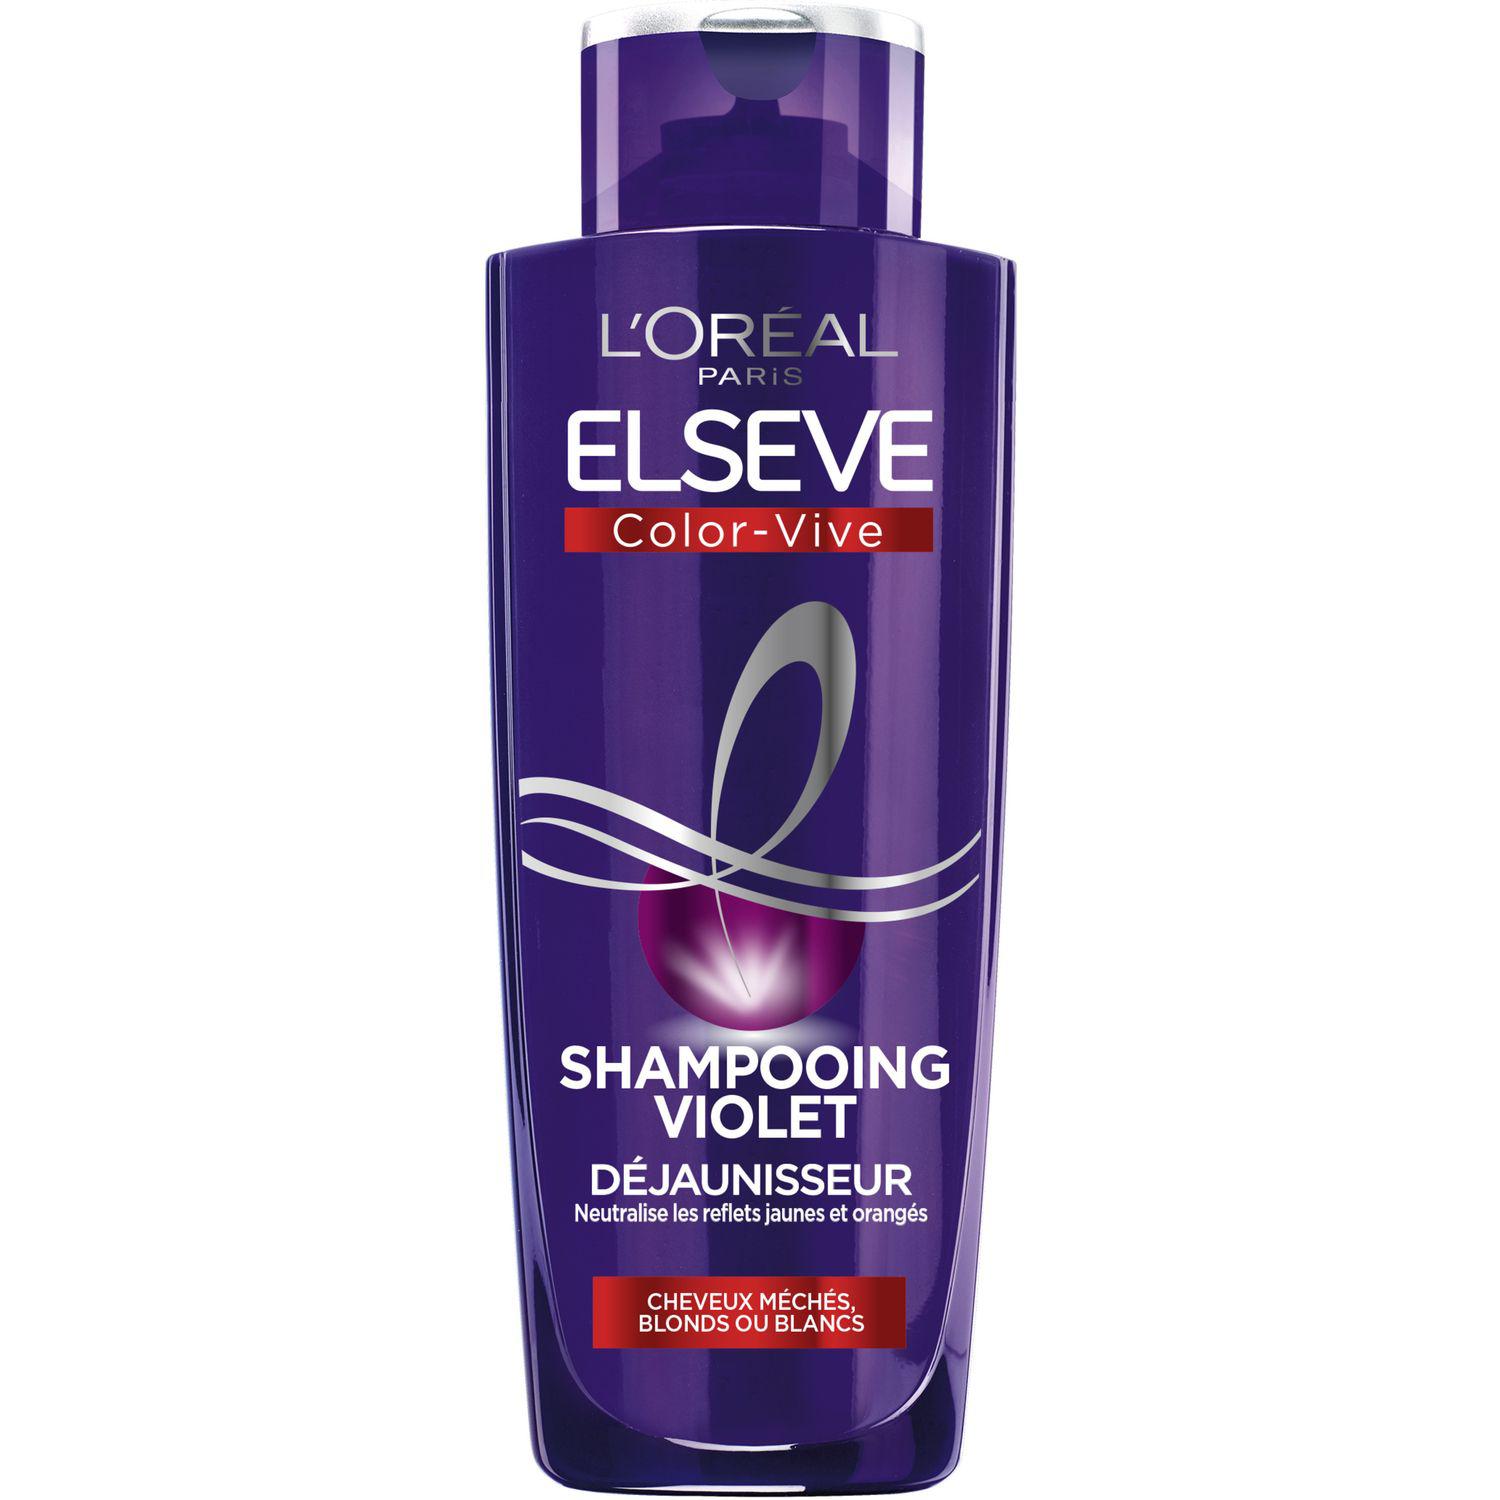 L'ORÉAL
PARiS
ELSEVE
Color-Vive
SHAMPOOING
VIOLET
DÉJAUNISSEUR
Neutralise les reflets jaunes et orangés
CHEVEUX MÉCHÉS,
BLONDS OU BLANCS